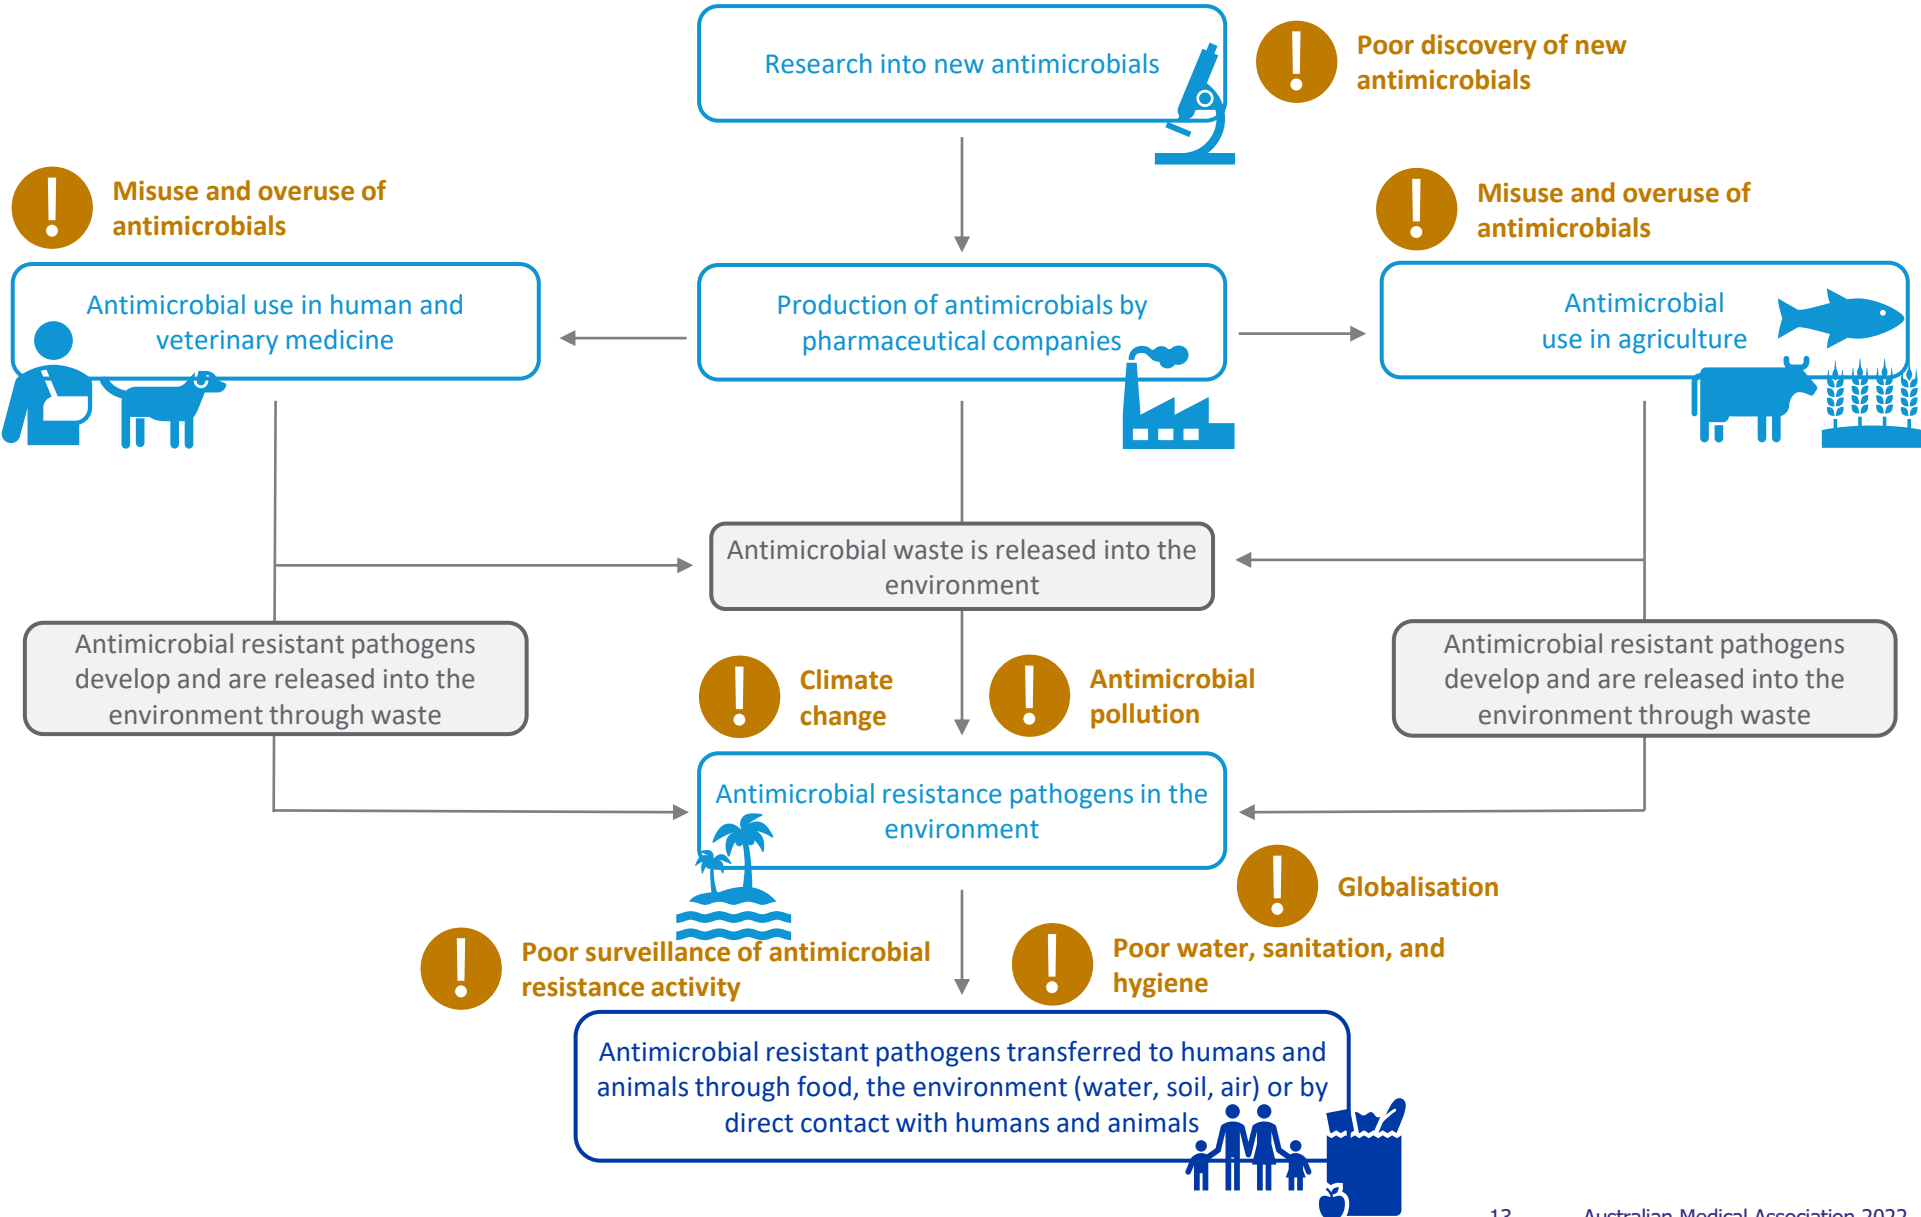 Research into new antimicrobials
Poor discovery of new
antimicrobials
Misuse and overuse of
antimicrobials
Misuse and overuse of
antimicrobials
Antimicrobial use in human and
veterinary medicine
Production of antimicrobials by
pharmaceutical companies
Antimicrobial
use in agriculture
Antimicrobial waste is released into the
environment
Antimicrobial resistant pathogens
develop and are released into the
environment through waste
Climate
change
Antimicrobial
pollution
Antimicrobial resistant pathogens
develop and are released into the
environment through waste
Antimicrobial resistance pathogens in the
environment
Globalisation
Poor surveillance of antimicrobial
resistance activity
Poor water, sanitation, and
hygiene
Antimicrobial resistant pathogens transferred to humans and
animals through food, the environment (water, soil, air) or by
direct contact with humans and animals
13 Australian Medical Association 2022